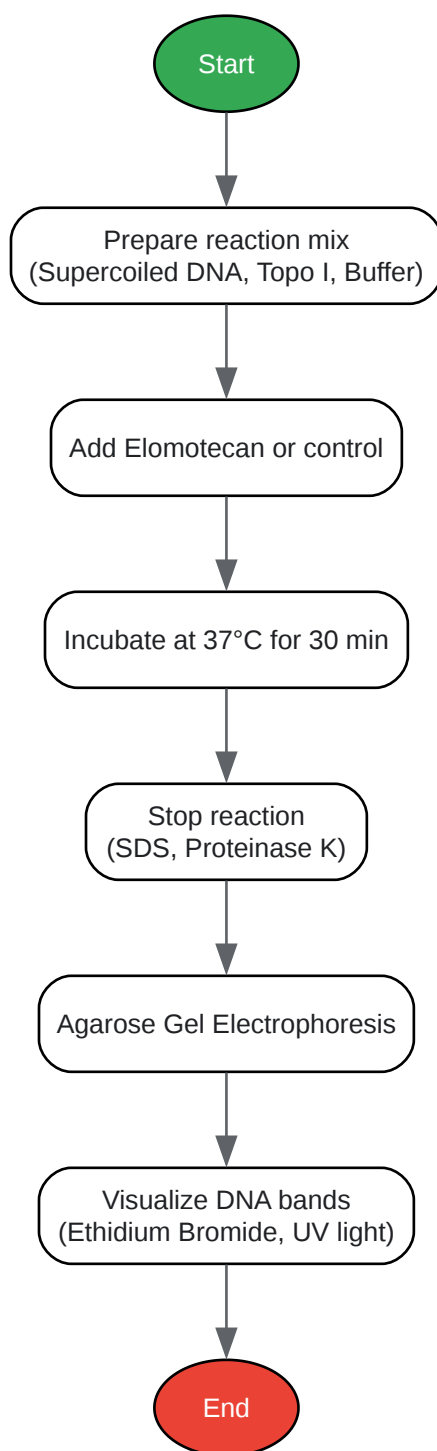 Start
Prepare reaction mix
(Supercoiled DNA, Topo I, Buffer)
Add Elomotecan or control
Incubate at 37°C for 30 min
Stop reaction
(SDS, Proteinase K)
Agarose Gel Electrophoresis
Visualize DNA bands
(Ethidium Bromide, UV light)
End